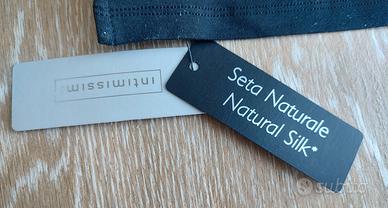 intimissimi
Seta Naturale
Natural Silk*
subito